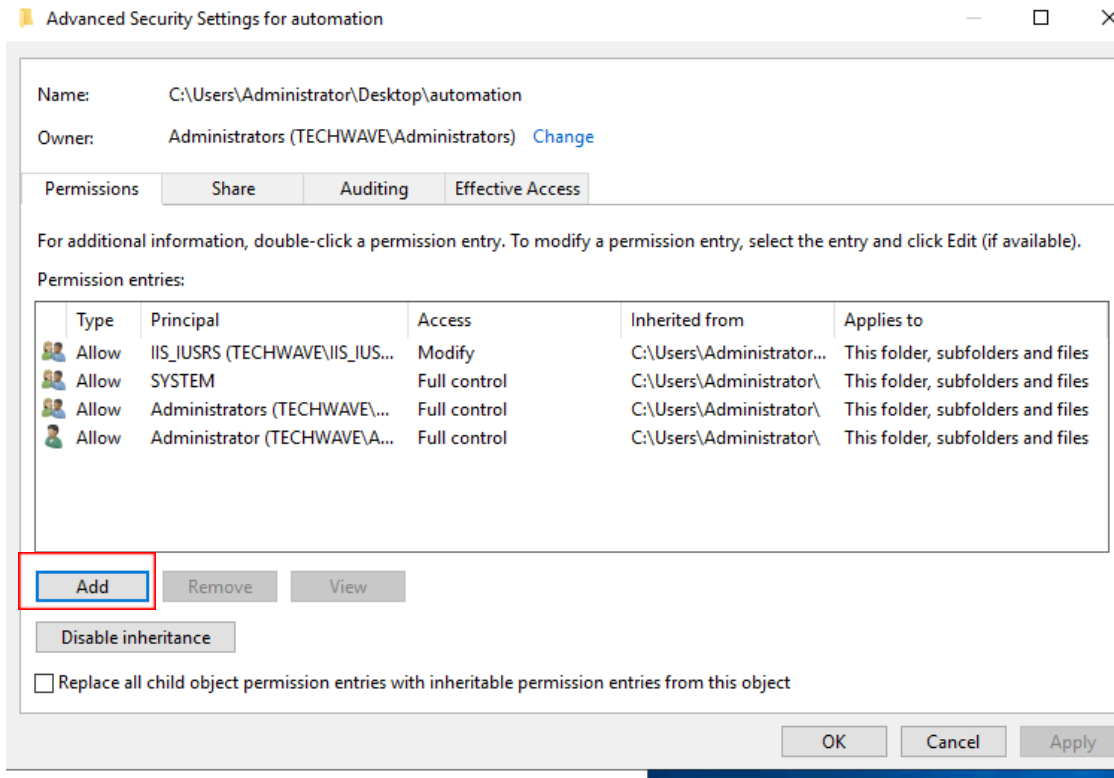 Advanced Security Settings for automation
Name: C:\Users\Administrator\Desktop\automation
Owner: Administrators (TECHWAVE\Administrators) Change
Permissions Share Auditing Effective Access
For additional information, double-click a permission entry. To modify a permission entry, select the entry and click Edit (if available).
Permission entries:
Type Principal Access Inherited from Applies to
Allow IIS_IUSRS (TECHWAVE\IIS_IUS... Modify C:\Users\Administrator... This folder, subfolders and files
Allow SYSTEM Full control C:\Users\Administrator\ This folder, subfolders and files
Allow Administrators (TECHWAVE\... Full control C:\Users\Administrator\ This folder, subfolders and files
Allow Administrator (TECHWAVE\A... Full control C:\Users\Administrator\ This folder, subfolders and files
Add Remove View
Disable inheritance
Replace all child object permission entries with inheritable permission entries from this object
OK Cancel Apply